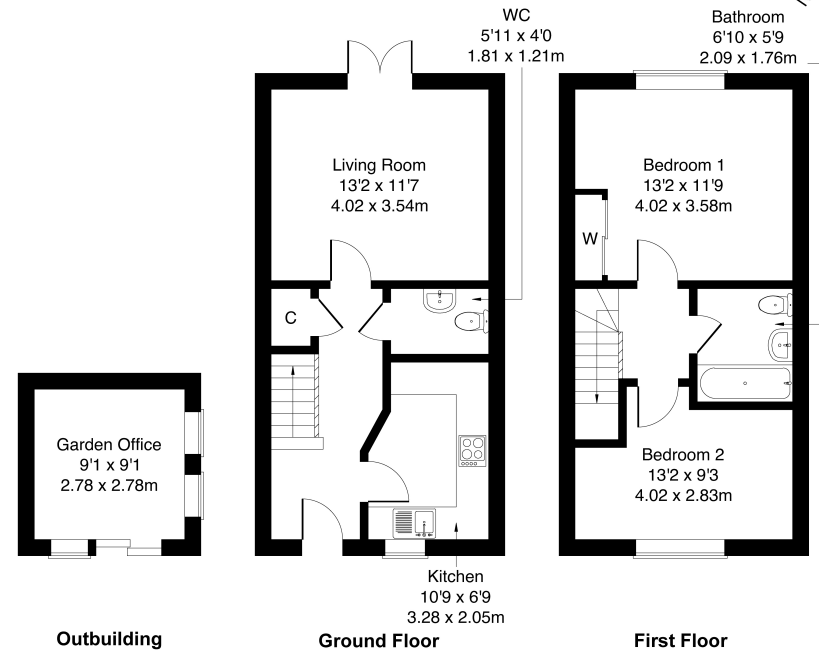 WC
5'11 x 4'0
1.81 x 1.21m
Bathroom
6'10 x 5'9
2.09 x 1.76m
Living Room
13'2 x 11'7
4.02 x 3.54m
Bedroom 1
13'2 x 11'9
4.02 x 3.58m
W
C
Garden Office
9'1 x 9'1
2.78 x 2.78m
Bedroom 2
13'2 x 9'3
4.02 x 2.83m
Kitchen
10'9 x 6'9
3.28 x 2.05m
Outbuilding
Ground Floor
First Floor